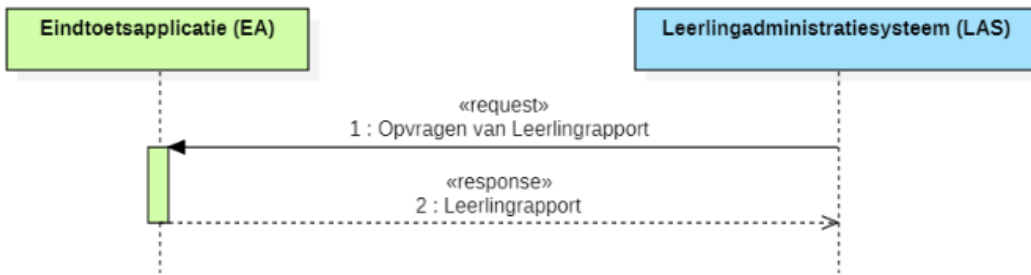 Eindtoetsapplicatie (EA)
Leerlingadministratiesysteem (LAS)
«request»
1 : Opvragen van Leerlingrapport
«response»
2 : Leerlingrapport